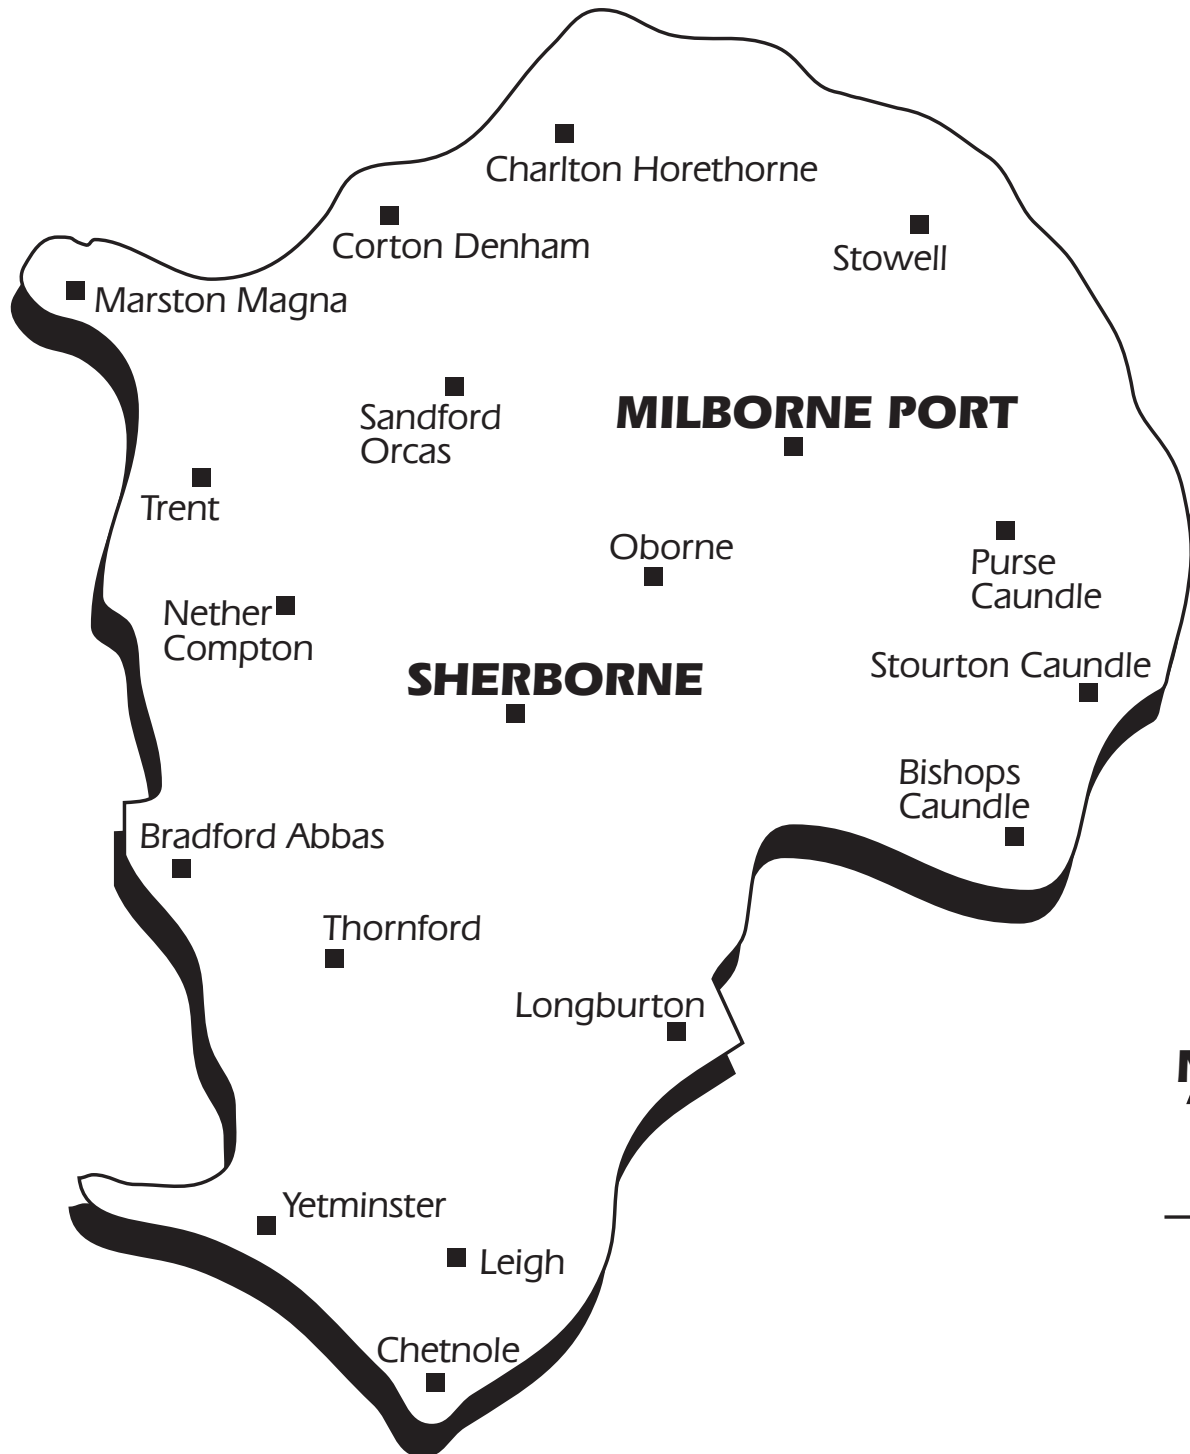 Charlton Horethorne
Corton Denham
Stowell
Marston Magna
Sandford
Orcas
MILBORNE PORT
Trent
Oborne
Purse
Caundle
Nether
Compton
Stourton Caundle
SHERBORNE
Bishops
Caundle
Bradford Abbas
Thornford
Longburton
Yetminster
Leigh
Chetnole